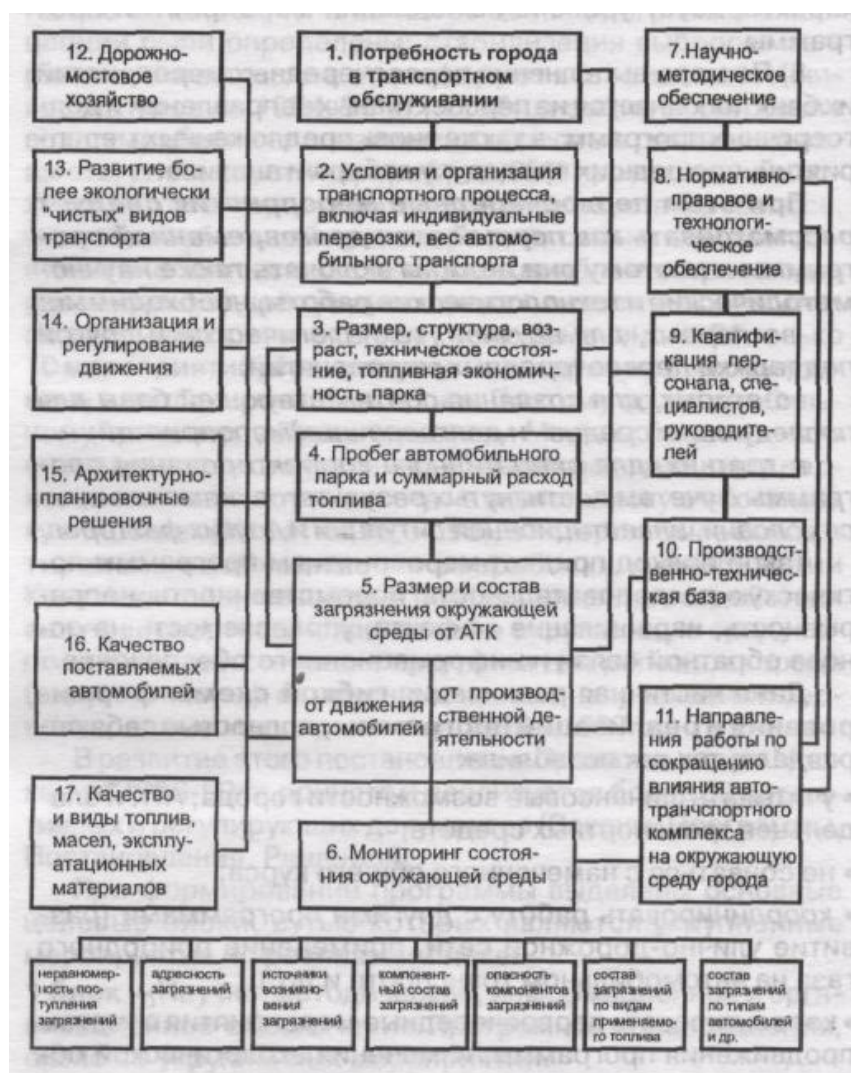 12. Дорожно-
мостовое
хозяйство
1. Потребность города
в транспортном
обслуживании
7.Научно-
методическое
обеспечение
13. Развитие бо-
лее экологически
"чистых" видов
транспорта
2. Условия и организация
транспортного процесса,
включая индивидуальные
перевозки, вес автомо-
бильного транспорта
8. Нормативно-
правовое и
технологи-
ческое
обеспечение
14. Организация и
регулирование
движения
3. Размер, структура, воз-
раст, техническое состоя-
ние, топливная экономич-
ность парка
9. Квалифи-
кация пер-
сонала, спе-
циалистов,
руководите-
лей
15. Архитектурно-
планировочные
решения
4. Пробег автомобильного
парка и суммарный расход
топлива
10. Производст-
венно-техничес-
кая база
16. Качество
поставляемых
автомобилей
5. Размер и состав
загрязнения окружающей
среды от АТК
от движения
автомобилей
от производ-
ственной де-
ятельности
11. Направле-
ния работы по
сокращению
влияния авто-
транспортного
комплекса
на окружающую
среду города
17. Качество
и виды топлив,
масел, эксплу-
атационных
материалов
6. Мониторинг состоя-
ния окружающей среды
неравномер-
ность пос-
тупления
загрязнений
адресность
загрязнений
источники
возникно-
вения
загрязнений
компонент-
ный состав
загрязнений
опасность
компонентов
загрязнений
состав
загрязнений
по видам
применяемо-
го топлива
состав
загрязнений
по типам
автомобилей
и др.